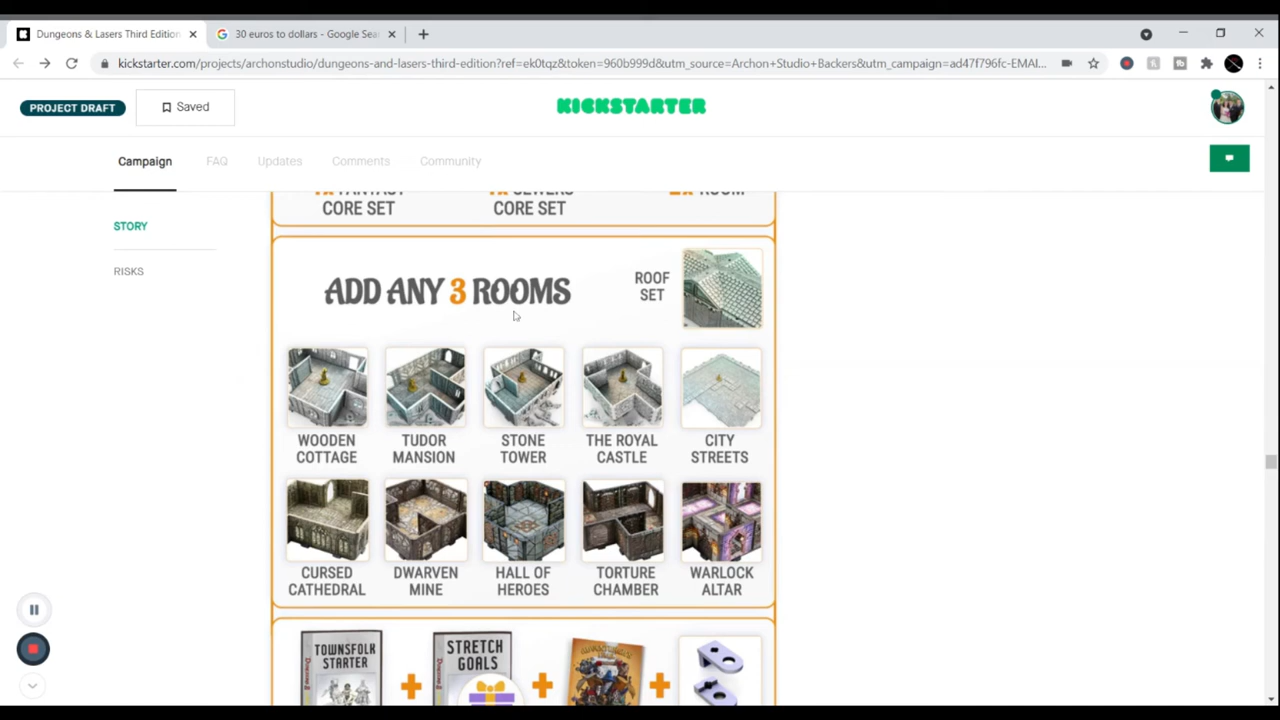 Dungeons & Lasers Third Edition
30 euros to dollars - Google Sea
kickstarter.com/projects/archonstudio/dungeons-and-lasers-third-edition?ref=ek0tqz&token=960b999d&utm_source=Archon+Studio+Backers&utm_campaign=ad47f796fc-EMAI...
PROJECT DRAFT
Saved
KICKSTARTER
Campaign
FAQ
Updates
Comments
Community
STORY
RISKS
CORE SET
CORE SET
ROOM
ADD ANY 3 ROOMS
ROOF
SET
WOODEN
COTTAGE
TUDOR
MANSION
STONE
TOWER
THE ROYAL
CASTLE
CITY
STREETS
CURSED
CATHEDRAL
DWARVEN
MINE
HALL OF
HEROES
TORTURE
CHAMBER
WARLOCK
ALTAR
TOWNSFOLK
STARTER
+
STRETCH
GOALS
+
+